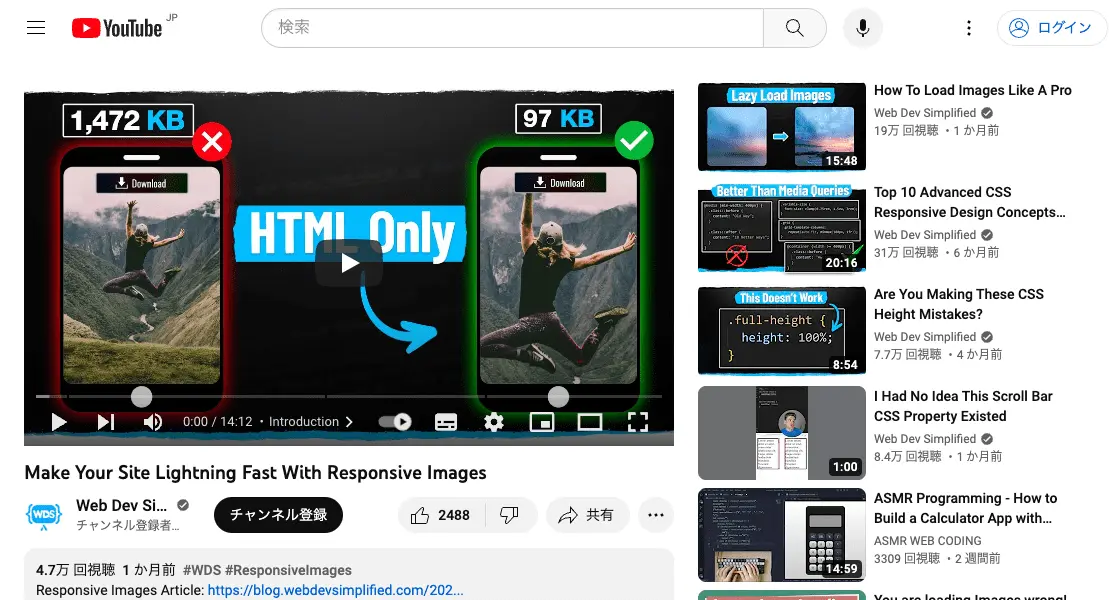 YouTube JP
検索
ログイン
1,472 KB
97 KB
Download
Download
HTML Only
0:00 / 14:12 • Introduction
Make Your Site Lightning Fast With Responsive Images
WDS
Web Dev Si...
チャンネル登録者...
チャンネル登録
2488
共有
4.7万 回視聴 1 か月前 #WDS #ResponsiveImages
Responsive Images Article: https://blog.webdevsimplified.com/202...
Lazy Load Images
15:48
How To Load Images Like A Pro
Web Dev Simplified
19万 回視聴 • 1 か月前
Better Than Media Queries
20:16
Top 10 Advanced CSS
Responsive Design Concepts...
Web Dev Simplified
31万 回視聴 • 6 か月前
This Doesn't Work
.full-height {
height: 100%;
}
8:54
Are You Making These CSS
Height Mistakes?
Web Dev Simplified
7.7万 回視聴 • 4 か月前
1:00
I Had No Idea This Scroll Bar
CSS Property Existed
Web Dev Simplified
8.4万 回視聴 • 1 か月前
14:59
ASMR Programming - How to
Build a Calculator App with...
ASMR WEB CODING
3309 回視聴 • 2 週間前
You are loading Images wrong!